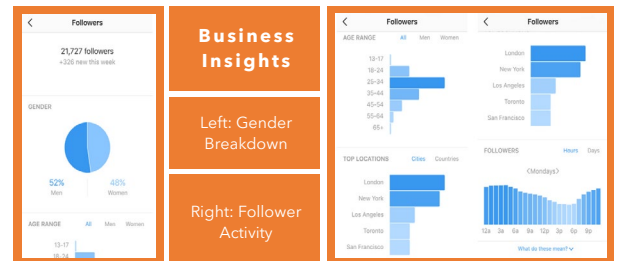 Followers
21,727 followers
+326 new this week
GENDER
52% 48%
Men Women
AGE RANGE All Men Women
13-17
18-24
Business
Insights
Left: Gender
Breakdown
Right: Follower
Activity
Followers
AGE RANGE All Men Women
13-17
18-24
25-34
35-44
45-54
55-64
65+
TOP LOCATIONS Cities Countries
London
New York
Los Angeles
Toronto
San Francisco
Followers
London
New York
Los Angeles
Toronto
San Francisco
FOLLOWERS Hours Days
<Mondays>
12a 3a 6a 9a 12p 3p 6p 9p
What do these mean?